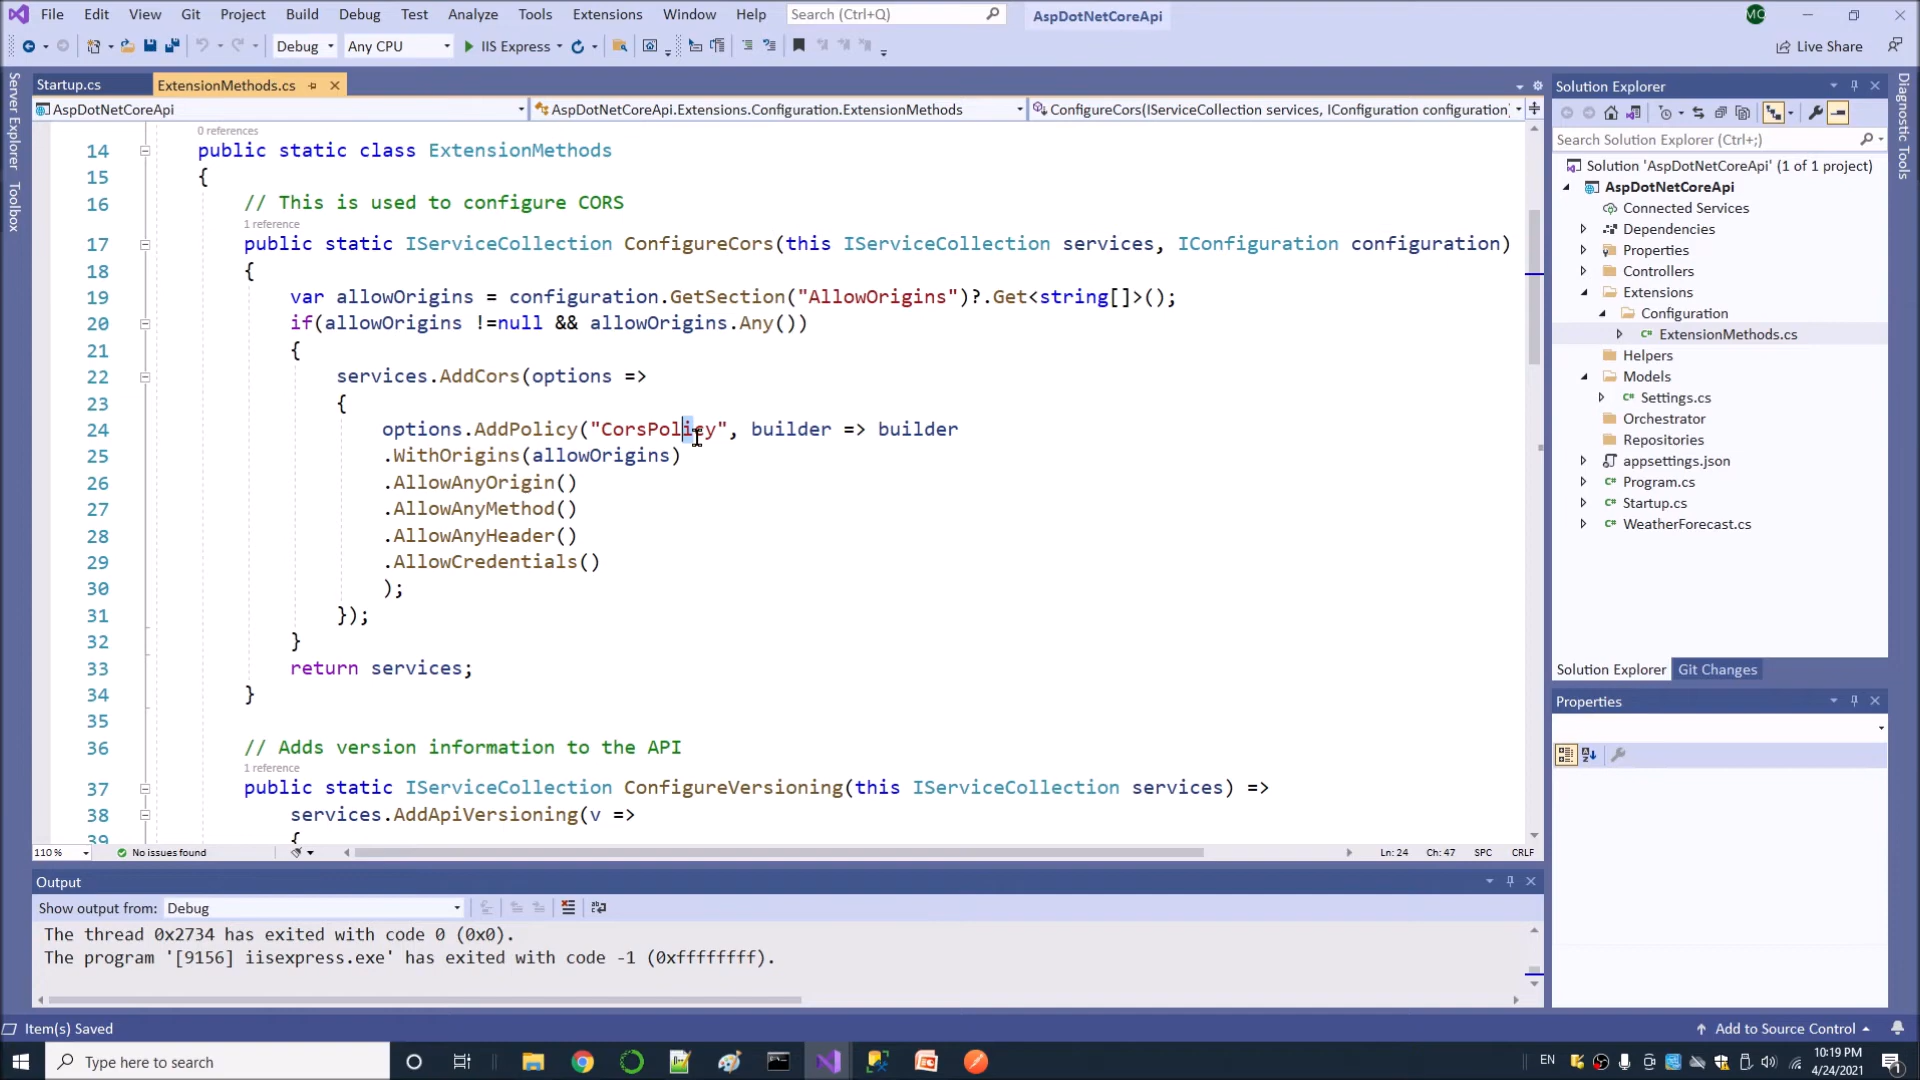 File Edit View Git Project Build Debug Test Analyze Tools Extensions Window Help Search (Ctrl+Q) AspDotNetCoreApi MC
Debug Any CPU IIS Express Live Share
Server Explorer
Toolbox
Startup.cs ExtensionMethods.cs
AspDotNetCoreApi AspDotNetCoreApi.Extensions.Configuration.ExtensionMethods ConfigureCors(IServiceCollection services, IConfiguration configuration)
0 references
14 public static class ExtensionMethods
15 {
16 // This is used to configure CORS
1 reference
17 public static IServiceCollection ConfigureCors(this IServiceCollection services, IConfiguration configuration)
18 {
19 var allowOrigins = configuration.GetSection("AllowOrigins")?.Get<string[]>();
20 if(allowOrigins !=null && allowOrigins.Any())
21 {
22 services.AddCors(options =>
23 {
24 options.AddPolicy("CorsPolicy", builder => builder
25 .WithOrigins(allowOrigins)
26 .AllowAnyOrigin()
27 .AllowAnyMethod()
28 .AllowAnyHeader()
29 .AllowCredentials()
30 );
31 });
32 }
33 return services;
34 }
35
36 // Adds version information to the API
1 reference
37 public static IServiceCollection ConfigureVersioning(this IServiceCollection services) =>
38 services.AddApiVersioning(v =>
39 {
110 % No issues found Ln: 24 Ch: 47 SPC CRLF
Output
Show output from: Debug
The thread 0x2734 has exited with code 0 (0x0).
The program '[9156] iisexpress.exe' has exited with code -1 (0xffffffff).
Solution Explorer
Search Solution Explorer (Ctrl+;)
Solution 'AspDotNetCoreApi' (1 of 1 project)
AspDotNetCoreApi
Connected Services
Dependencies
Properties
Controllers
Extensions
Configuration
C# ExtensionMethods.cs
Helpers
Models
C# Settings.cs
Orchestrator
Repositories
appsettings.json
C# Program.cs
C# Startup.cs
C# WeatherForecast.cs
Solution Explorer Git Changes
Properties
Diagnostic Tools
Item(s) Saved Add to Source Control
Type here to search EN 10:19 PM
4/24/2021 1